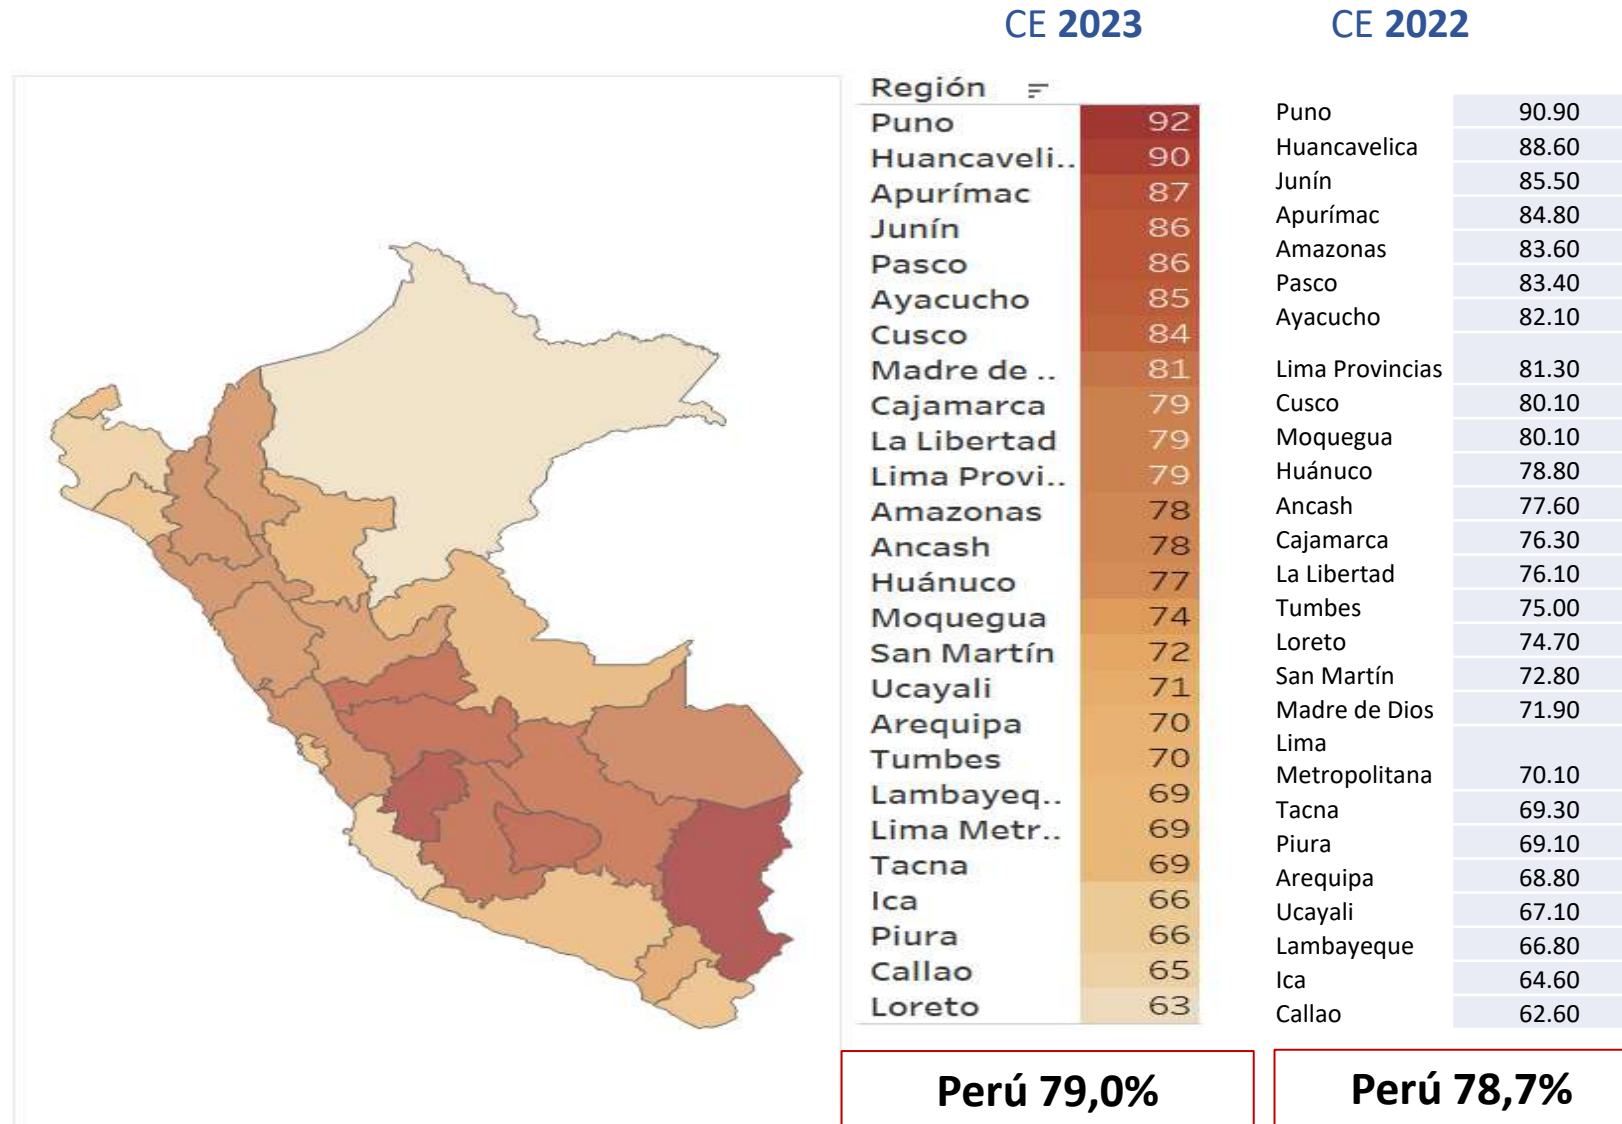 CE 2023
Región
Puno 92
Huancaveli.. 90
Apurímac 87
Junín 86
Pasco 86
Ayacucho 85
Cusco 84
Madre de .. 81
Cajamarca 79
La Libertad 79
Lima Provi.. 79
Amazonas 78
Ancash 78
Huánuco 77
Moquegua 74
San Martín 72
Ucayali 71
Arequipa 70
Tumbes 70
Lambayeq.. 69
Lima Metr.. 69
Tacna 69
Ica 66
Piura 66
Callao 65
Loreto 63
Perú 79,0%
CE 2022
Puno 90.90
Huancavelica 88.60
Junín 85.50
Apurímac 84.80
Amazonas 83.60
Pasco 83.40
Ayacucho 82.10
Lima Provincias 81.30
Cusco 80.10
Moquegua 80.10
Huánuco 78.80
Ancash 77.60
Cajamarca 76.30
La Libertad 76.10
Tumbes 75.00
Loreto 74.70
San Martín 72.80
Madre de Dios 71.90
Lima
Metropolitana 70.10
Tacna 69.30
Piura 69.10
Arequipa 68.80
Ucayali 67.10
Lambayeque 66.80
Ica 64.60
Callao 62.60
Perú 78,7%